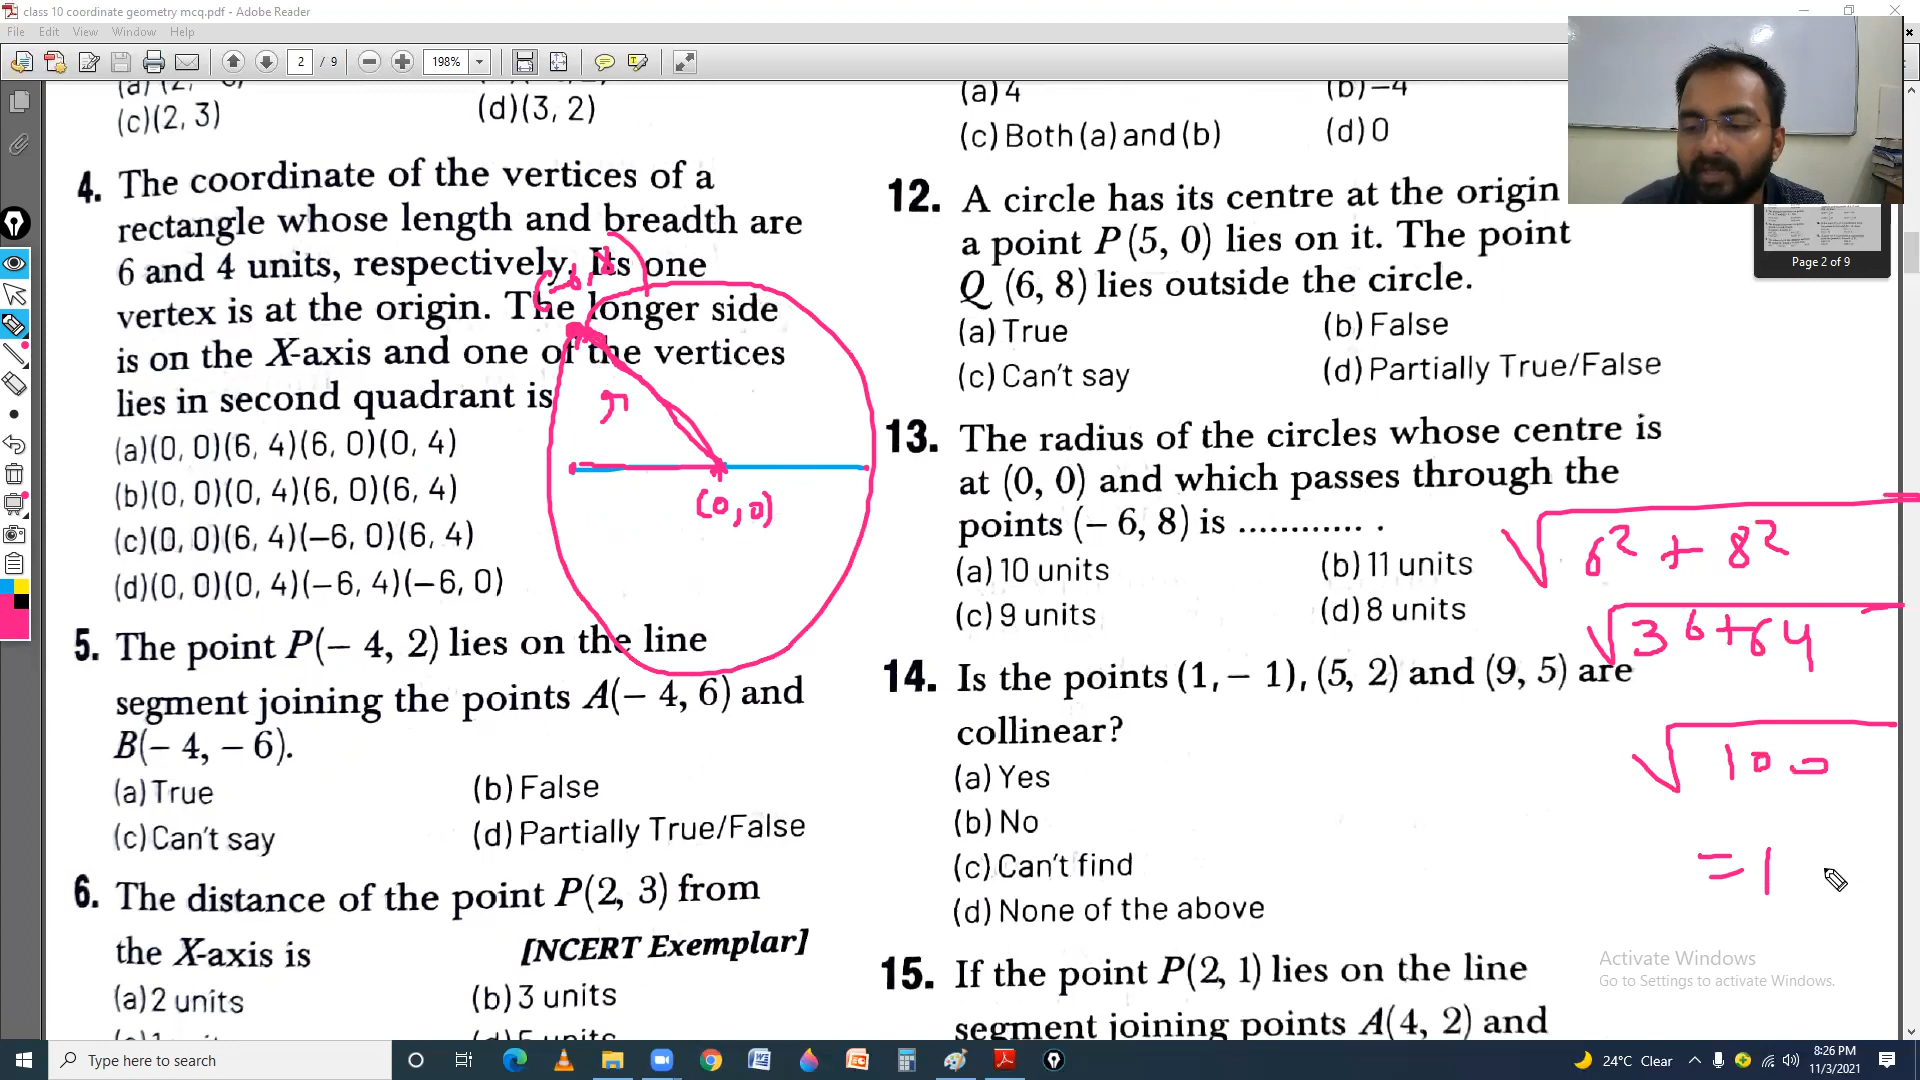 class 10 coordinate geometry mcq.pdf - Adobe Reader
File Edit View Window Help
2 / 9 198%
(c)(2, 3)
(d)(3, 2)
4. The coordinate of the vertices of a
rectangle whose length and breadth are
6 and 4 units, respectively. Its one
vertex is at the origin. The longer side
is on the X-axis and one of the vertices
lies in second quadrant is
(a)(0, 0)(6, 4)(6, 0)(0, 4)
(b)(0, 0)(0, 4)(6, 0)(6, 4)
(c)(0, 0)(6, 4)(−6, 0)(6, 4)
(d)(0, 0)(0, 4)(−6, 4)(−6, 0)
(-6, 8)
r
(0,0)
5. The point P(− 4, 2) lies on the line
segment joining the points A(− 4, 6) and
B(− 4, − 6).
(a) True
(b) False
(c) Can't say
(d) Partially True/False
6. The distance of the point P(2, 3) from
the X-axis is
[NCERT Exemplar]
(a) 2 units
(b) 3 units
(d) 5 units
(a) 4
(b) −4
(c) Both (a) and (b)
(d) 0
12. A circle has its centre at the origin
a point P (5, 0) lies on it. The point
Q (6, 8) lies outside the circle.
(a) True
(b) False
(c) Can't say
(d) Partially True/False
13. The radius of the circles whose centre is
at (0, 0) and which passes through the
points (− 6, 8) is ............ .
(a) 10 units
(b) 11 units
(c) 9 units
(d) 8 units
√6² + 8²
√36+64
√100
=1
14. Is the points (1, − 1), (5, 2) and (9, 5) are
collinear?
(a) Yes
(b) No
(c) Can't find
(d) None of the above
15. If the point P(2, 1) lies on the line
segment joining points A(4, 2) and
Page 2 of 9
Activate Windows
Go to Settings to activate Windows.
Type here to search
24°C Clear
8:26 PM
11/3/2021